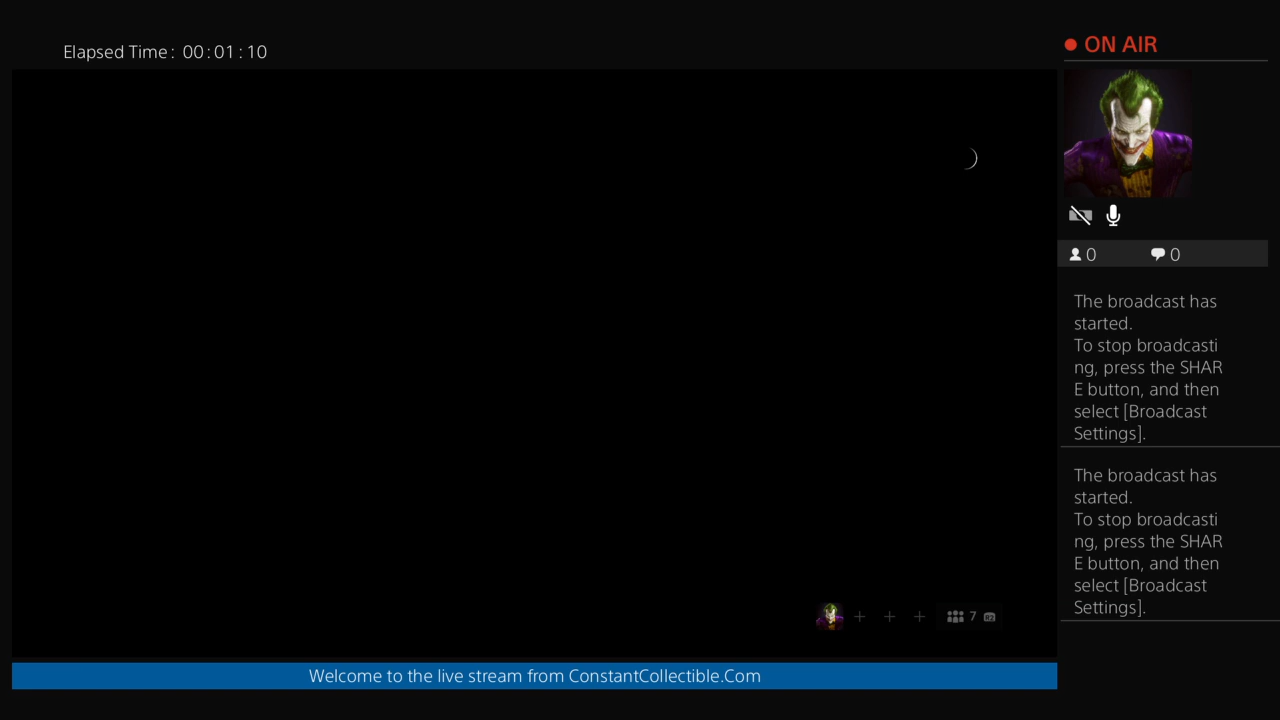 Elapsed Time: 00:01:10
ON AIR
0 0
The broadcast has
started.
To stop broadcasti
ng, press the SHAR
E button, and then
select [Broadcast
Settings].
The broadcast has
started.
To stop broadcasti
ng, press the SHAR
E button, and then
select [Broadcast
Settings].
7 R2
Welcome to the live stream from ConstantCollectible.Com